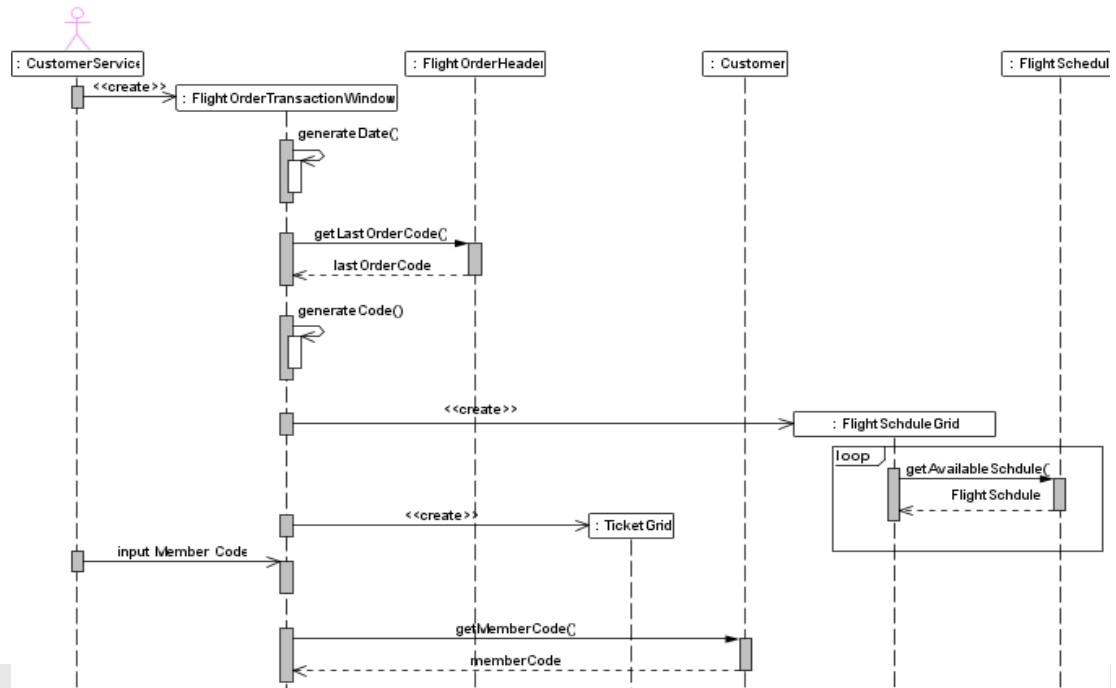 : CustomerService
: FlightOrderHeader
: Customer
: FlightSchedul
<<create>>
: FlightOrderTransactionWindow
generateDate()
getLastOrderCode()
lastOrderCode
generateCode()
<<create>>
: FlightSchduleGrid
loop
getAvailableSchdule(
FlightSchdule
<<create>>
: TicketGrid
input Member Code
getMemberCode()
memberCode